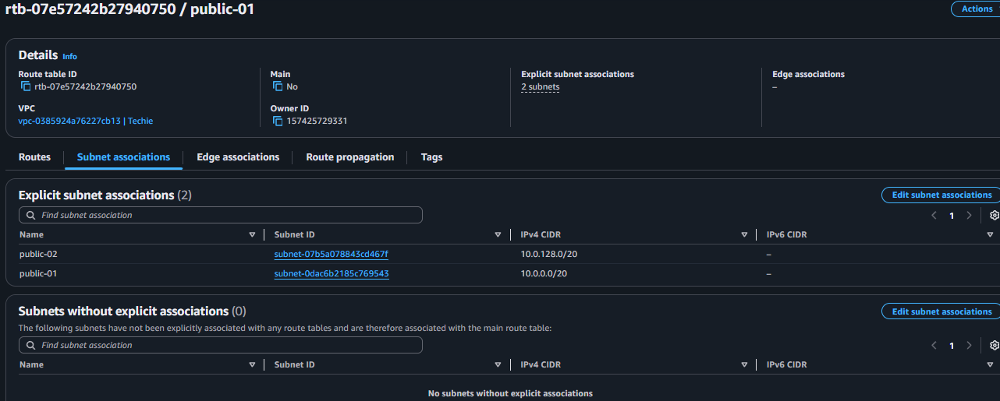 rtb-07e57242b27940750 / public-01
Actions
Details Info
Route table ID
rtb-07e57242b27940750
Main
No
Explicit subnet associations
2 subnets
Edge associations
–
VPC
vpc-0385924a76227cb13 | Techie
Owner ID
157425729331
Routes Subnet associations Edge associations Route propagation Tags
Explicit subnet associations (2)
Edit subnet associations
Find subnet association
1
Name Subnet ID IPv4 CIDR IPv6 CIDR
public-02 subnet-07b5a078843cd467f 10.0.128.0/20 –
public-01 subnet-0dac6b2185c769543 10.0.0.0/20 –
Subnets without explicit associations (0)
Edit subnet associations
The following subnets have not been explicitly associated with any route tables and are therefore associated with the main route table:
Find subnet association
1
Name Subnet ID IPv4 CIDR IPv6 CIDR
No subnets without explicit associations